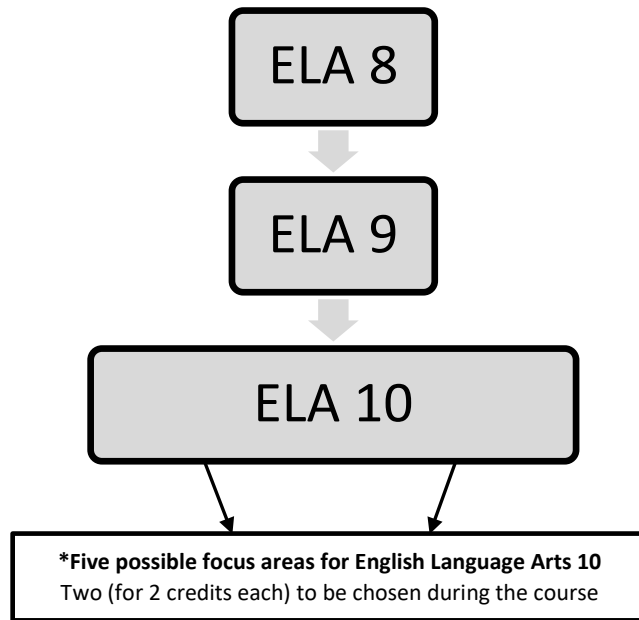 ELA 8
ELA 9
ELA 10
*Five possible focus areas for English Language Arts 10
Two (for 2 credits each) to be chosen during the course